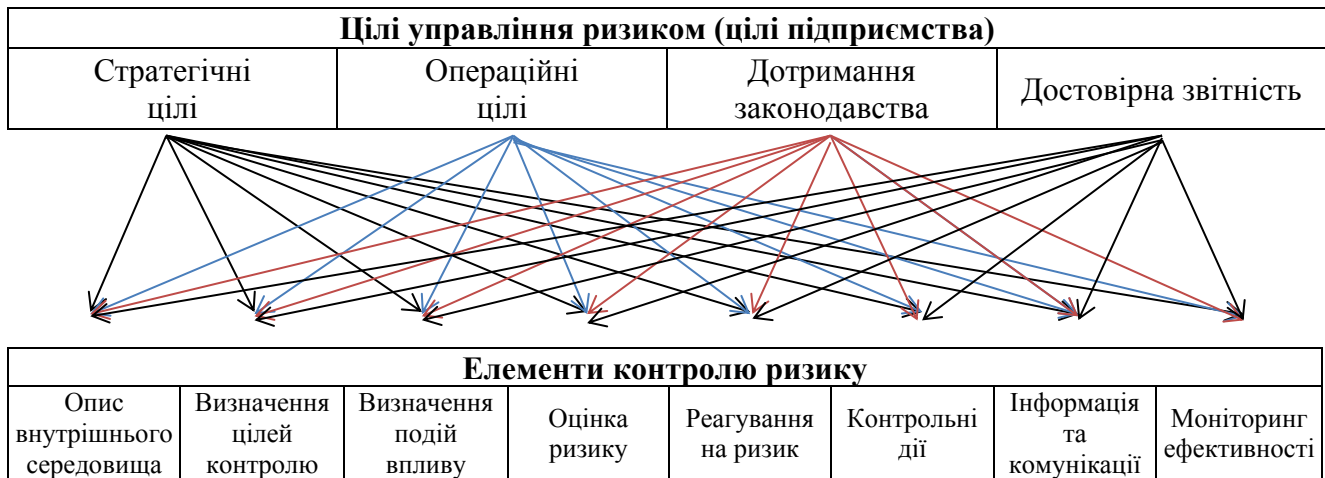 Цілі управління ризиком (цілі підприємства)
Стратегічні
цілі
Операційні
цілі
Дотримання
законодавства
Достовірна звітність
Елементи контролю ризику
Опис
внутрішнього
середовища
Визначення
цілей
контролю
Визначення
подій
впливу
Оцінка
ризику
Реагування
на ризик
Контрольні
дії
Інформація
та
комунікації
Моніторинг
ефективності